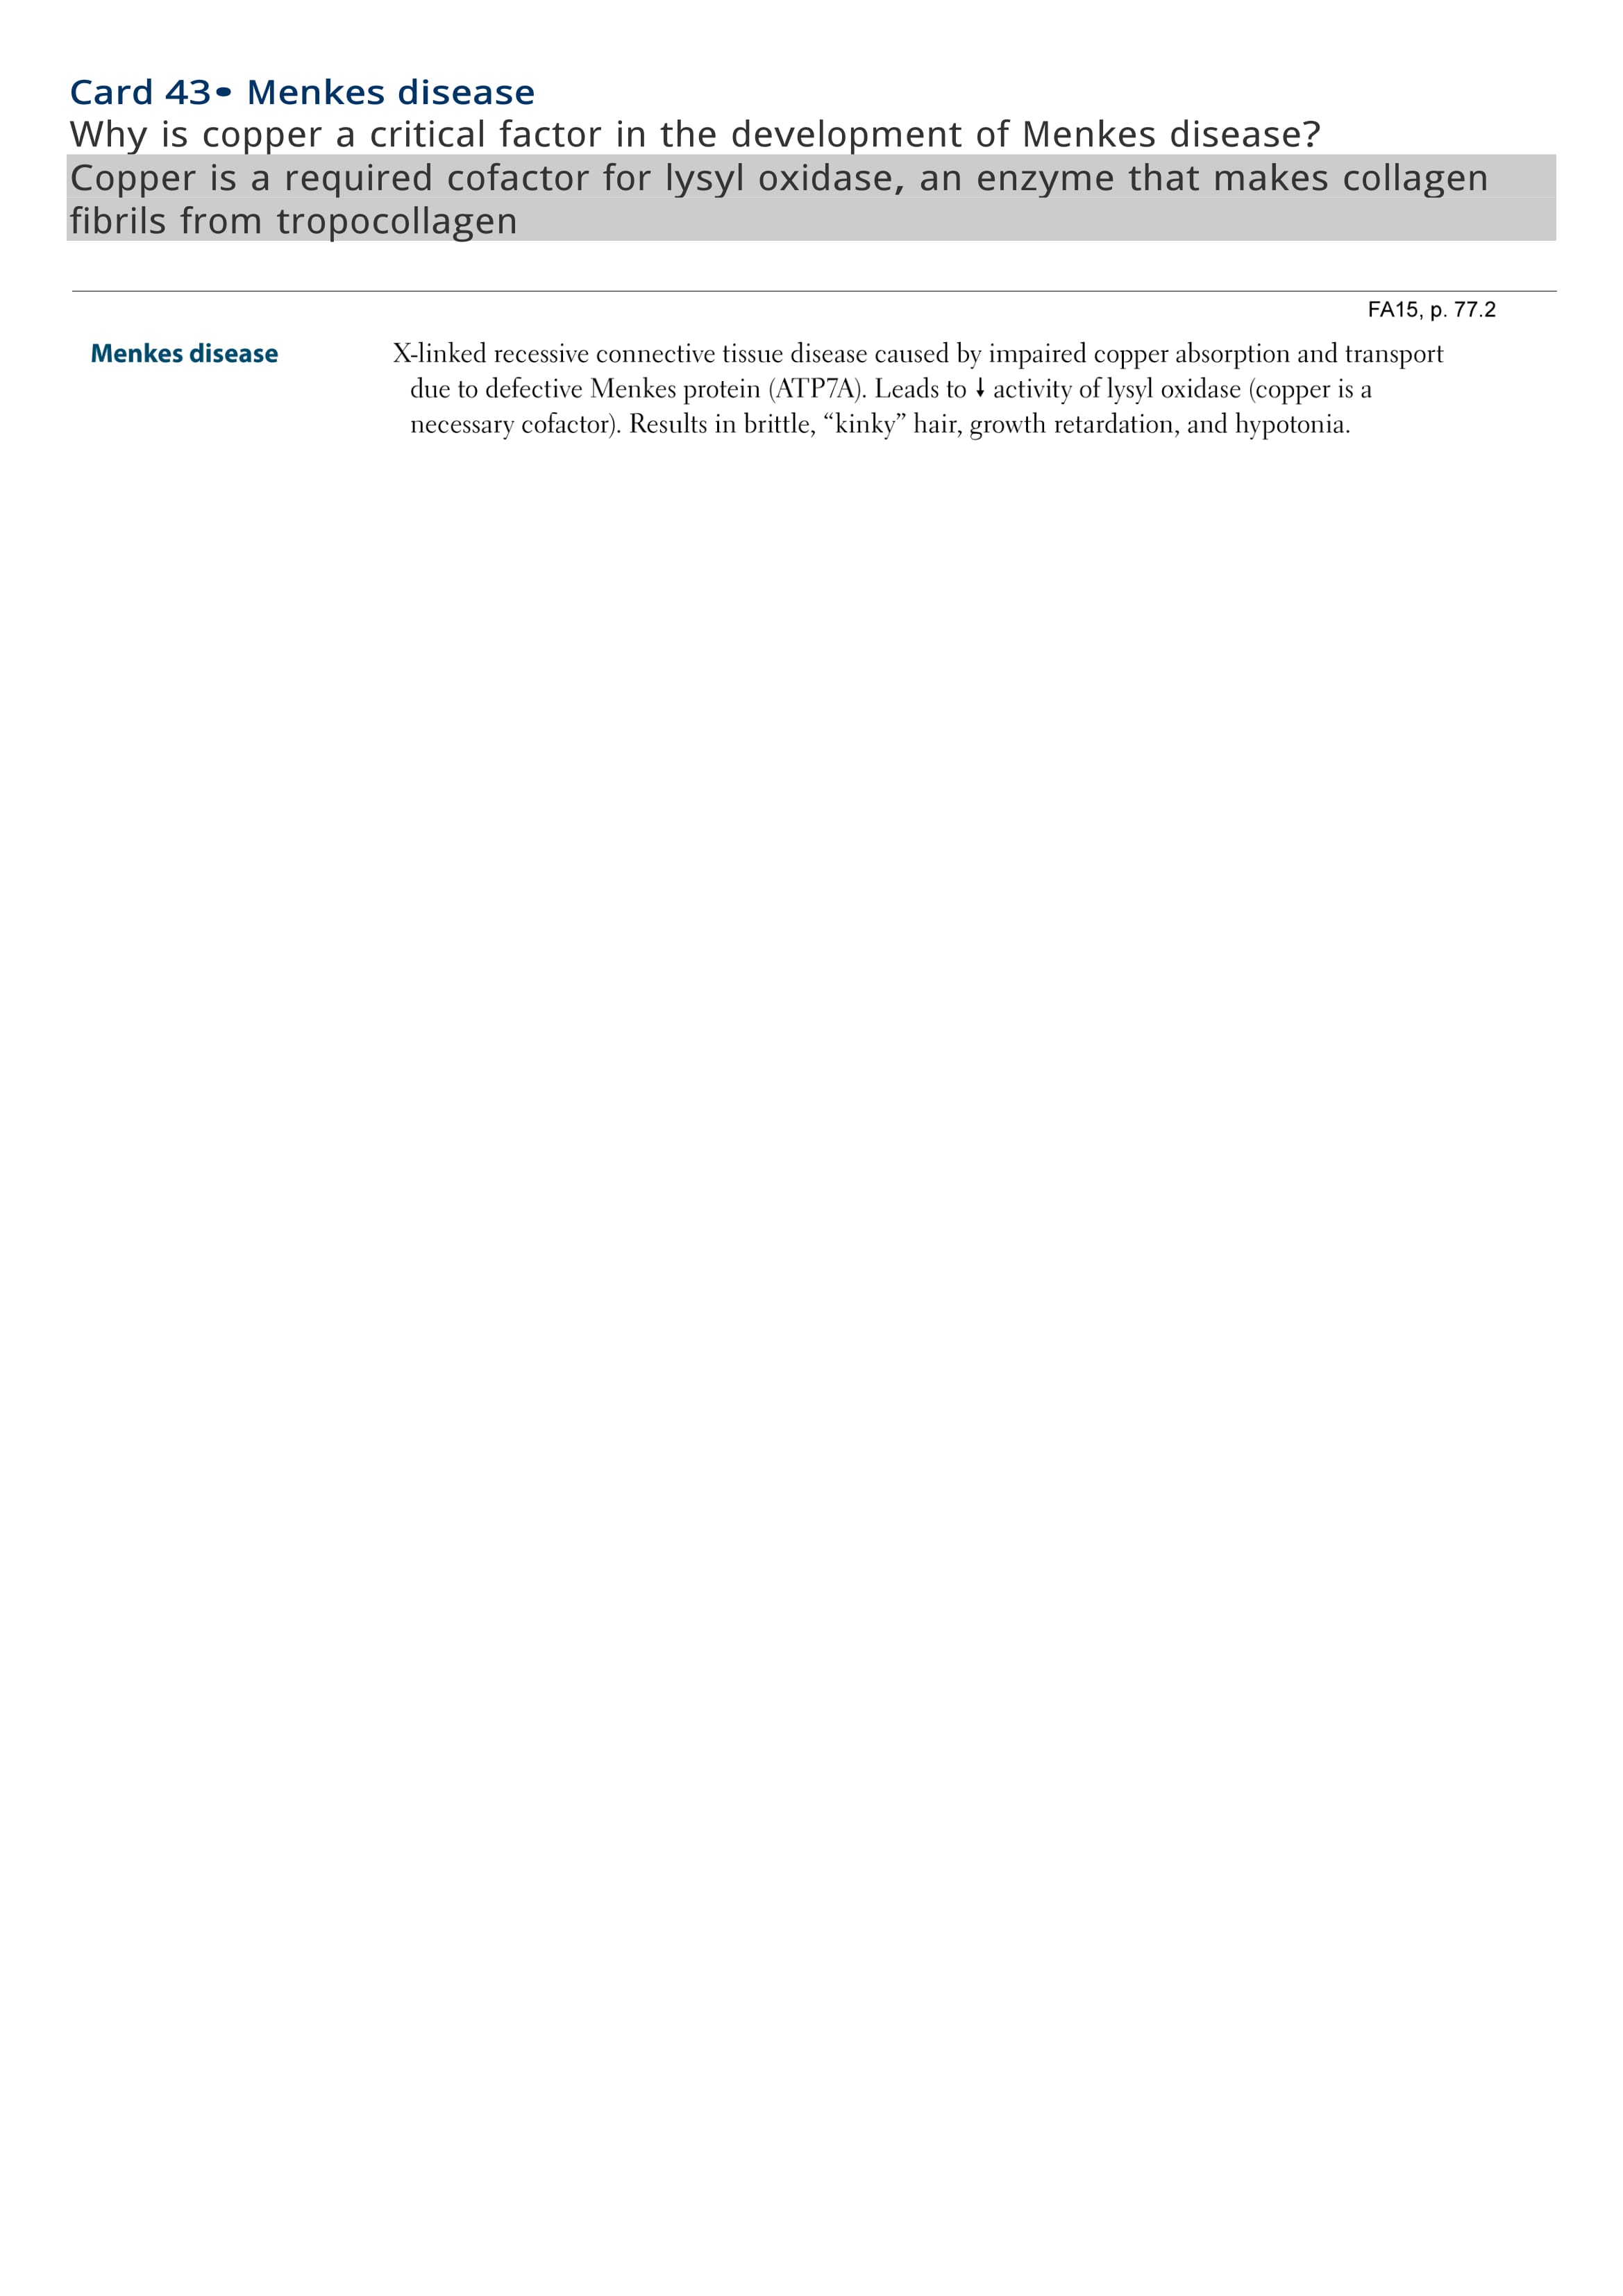 Card 43• Menkes disease
Why is copper a critical factor in the development of Menkes disease?
Copper is a required cofactor for lysyl oxidase, an enzyme that makes collagen
fibrils from tropocollagen
FA15, p. 77.2
Menkes disease X-linked recessive connective tissue disease caused by impaired copper absorption and transport
due to defective Menkes protein (ATP7A). Leads to ↓ activity of lysyl oxidase (copper is a
necessary cofactor). Results in brittle, “kinky” hair, growth retardation, and hypotonia.